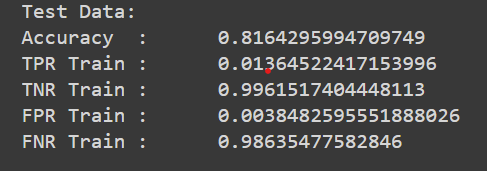 Test Data:
Accuracy  :      0.8164295994709749
TPR Train :      0.01364522417153996
TNR Train :      0.9961517404448113
FPR Train :      0.0038482595551888026
FNR Train :      0.98635477582846